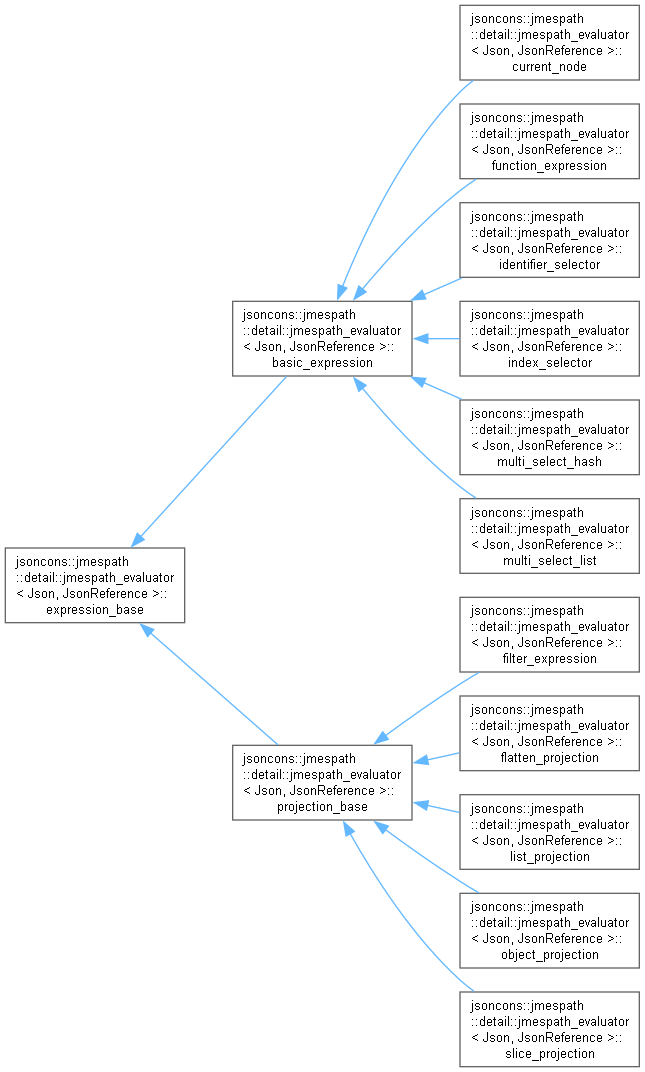 jsoncons::jmespath
::detail::jmespath_evaluator
< Json, JsonReference >::
current_node
jsoncons::jmespath
::detail::jmespath_evaluator
< Json, JsonReference >::
function_expression
jsoncons::jmespath
::detail::jmespath_evaluator
< Json, JsonReference >::
identifier_selector
jsoncons::jmespath
::detail::jmespath_evaluator
< Json, JsonReference >::
basic_expression
jsoncons::jmespath
::detail::jmespath_evaluator
< Json, JsonReference >::
index_selector
jsoncons::jmespath
::detail::jmespath_evaluator
< Json, JsonReference >::
multi_select_hash
jsoncons::jmespath
::detail::jmespath_evaluator
< Json, JsonReference >::
multi_select_list
jsoncons::jmespath
::detail::jmespath_evaluator
< Json, JsonReference >::
expression_base
jsoncons::jmespath
::detail::jmespath_evaluator
< Json, JsonReference >::
filter_expression
jsoncons::jmespath
::detail::jmespath_evaluator
< Json, JsonReference >::
flatten_projection
jsoncons::jmespath
::detail::jmespath_evaluator
< Json, JsonReference >::
projection_base
jsoncons::jmespath
::detail::jmespath_evaluator
< Json, JsonReference >::
list_projection
jsoncons::jmespath
::detail::jmespath_evaluator
< Json, JsonReference >::
object_projection
jsoncons::jmespath
::detail::jmespath_evaluator
< Json, JsonReference >::
slice_projection